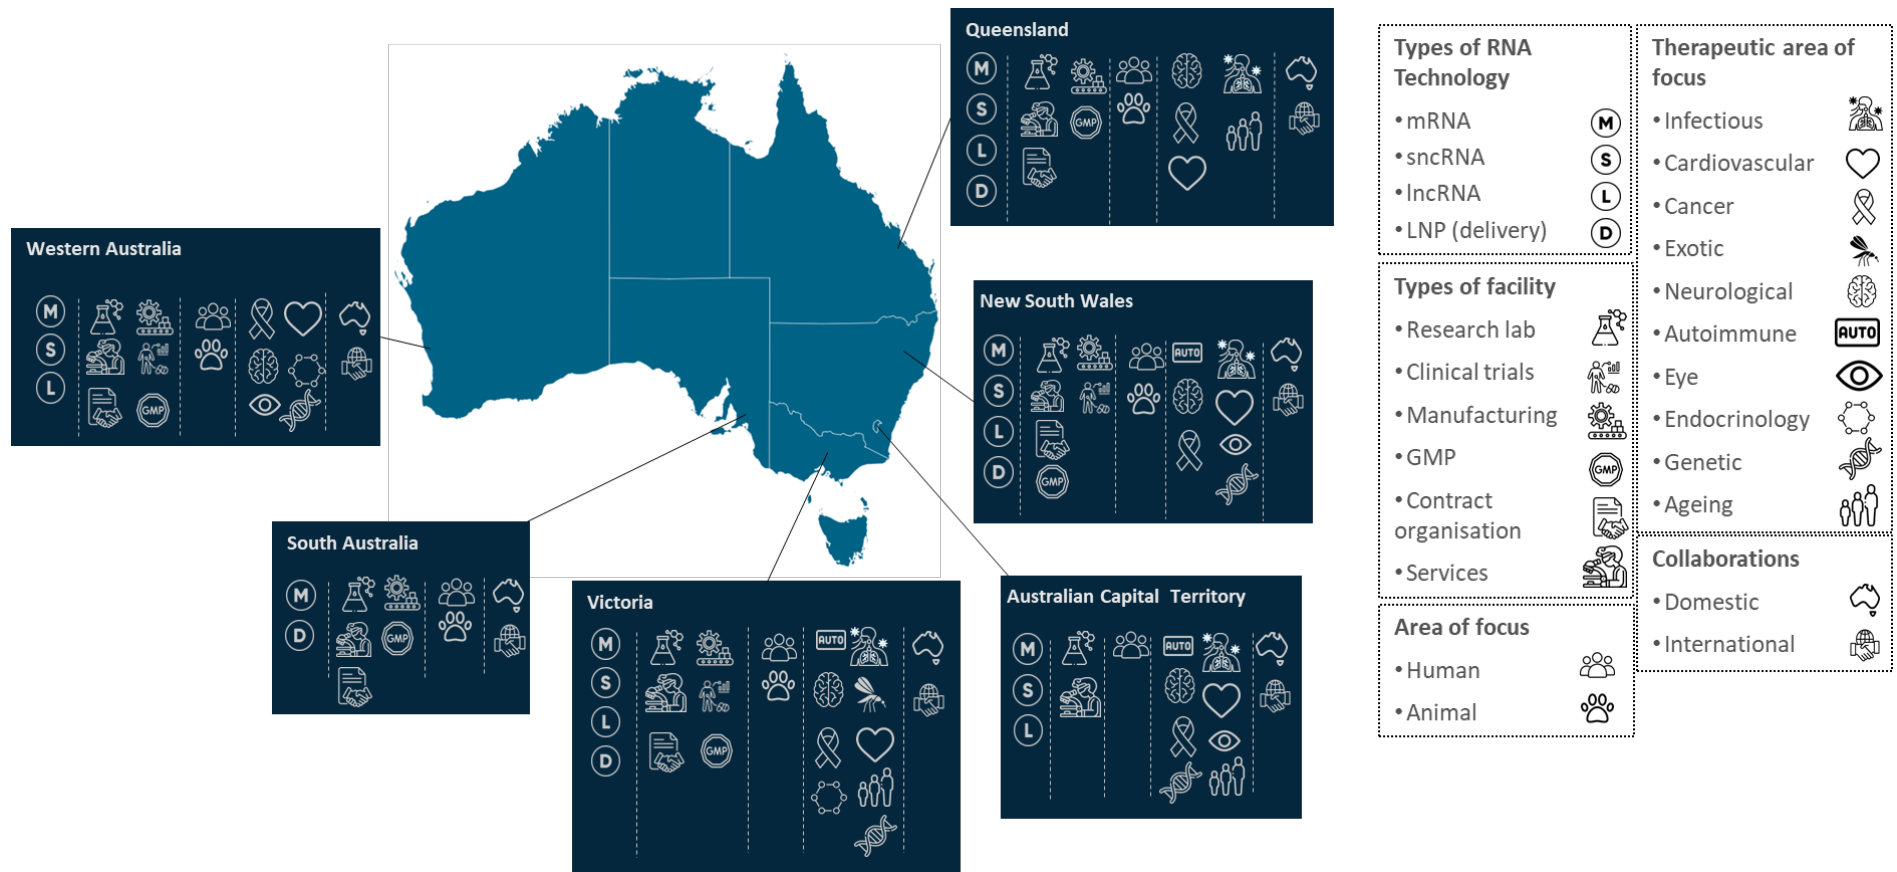 Queensland
M
S
L
D
GMP
Western Australia
M
S
L
GMP
New South Wales
M
S
L
D
AUTO
GMP
South Australia
M
D
GMP
Victoria
M
S
L
D
AUTO
GMP
Australian Capital Territory
M
S
L
AUTO
Types of RNA
Technology
• mRNA M
• sncRNA S
• lncRNA L
• LNP (delivery) D
Types of facility
• Research lab
• Clinical trials
• Manufacturing
• GMP GMP
• Contract
organisation
• Services
Area of focus
• Human
• Animal
Therapeutic area of
focus
• Infectious
• Cardiovascular
• Cancer
• Exotic
• Neurological
• Autoimmune AUTO
• Eye
• Endocrinology
• Genetic
• Ageing
Collaborations
• Domestic
• International